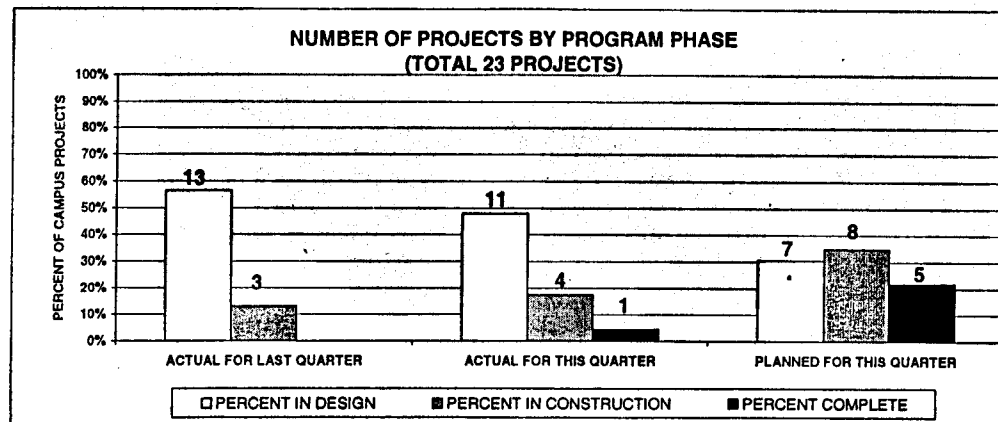 NUMBER OF PROJECTS BY PROGRAM PHASE
(TOTAL 23 PROJECTS)
PERCENT OF CAMPUS PROJECTS
100%
90%
80%
70%
60%
50%
40%
30%
20%
10%
0%
13
3
11
4
1
7
8
5
ACTUAL FOR LAST QUARTER
ACTUAL FOR THIS QUARTER
PLANNED FOR THIS QUARTER
PERCENT IN DESIGN
PERCENT IN CONSTRUCTION
PERCENT COMPLETE